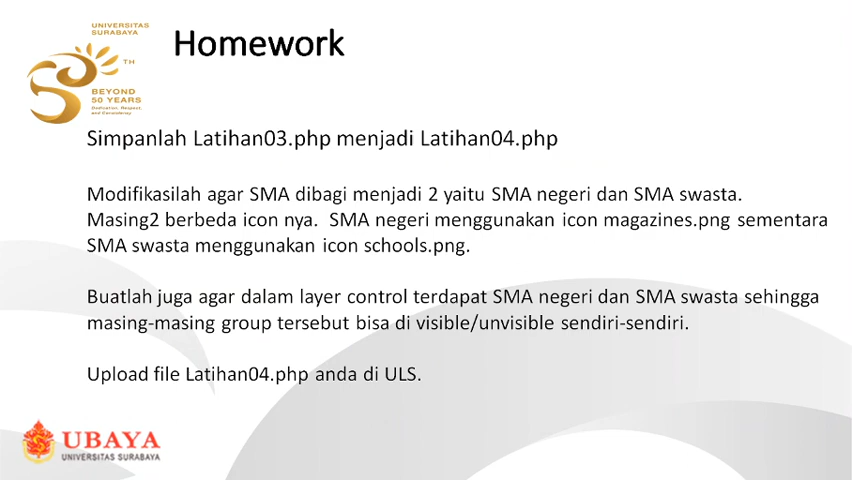 UNIVERSITAS
SURABAYA
TH
BEYOND
50 YEARS
Dedication, Respect,
and Consistency
Homework
Simpanlah Latihan03.php menjadi Latihan04.php
Modifikasilah agar SMA dibagi menjadi 2 yaitu SMA negeri dan SMA swasta.
Masing2 berbeda icon nya. SMA negeri menggunakan icon magazines.png sementara
SMA swasta menggunakan icon schools.png.
Buatlah juga agar dalam layer control terdapat SMA negeri dan SMA swasta sehingga
masing-masing group tersebut bisa di visible/unvisible sendiri-sendiri.
Upload file Latihan04.php anda di ULS.
UBAYA
UNIVERSITAS SURABAYA